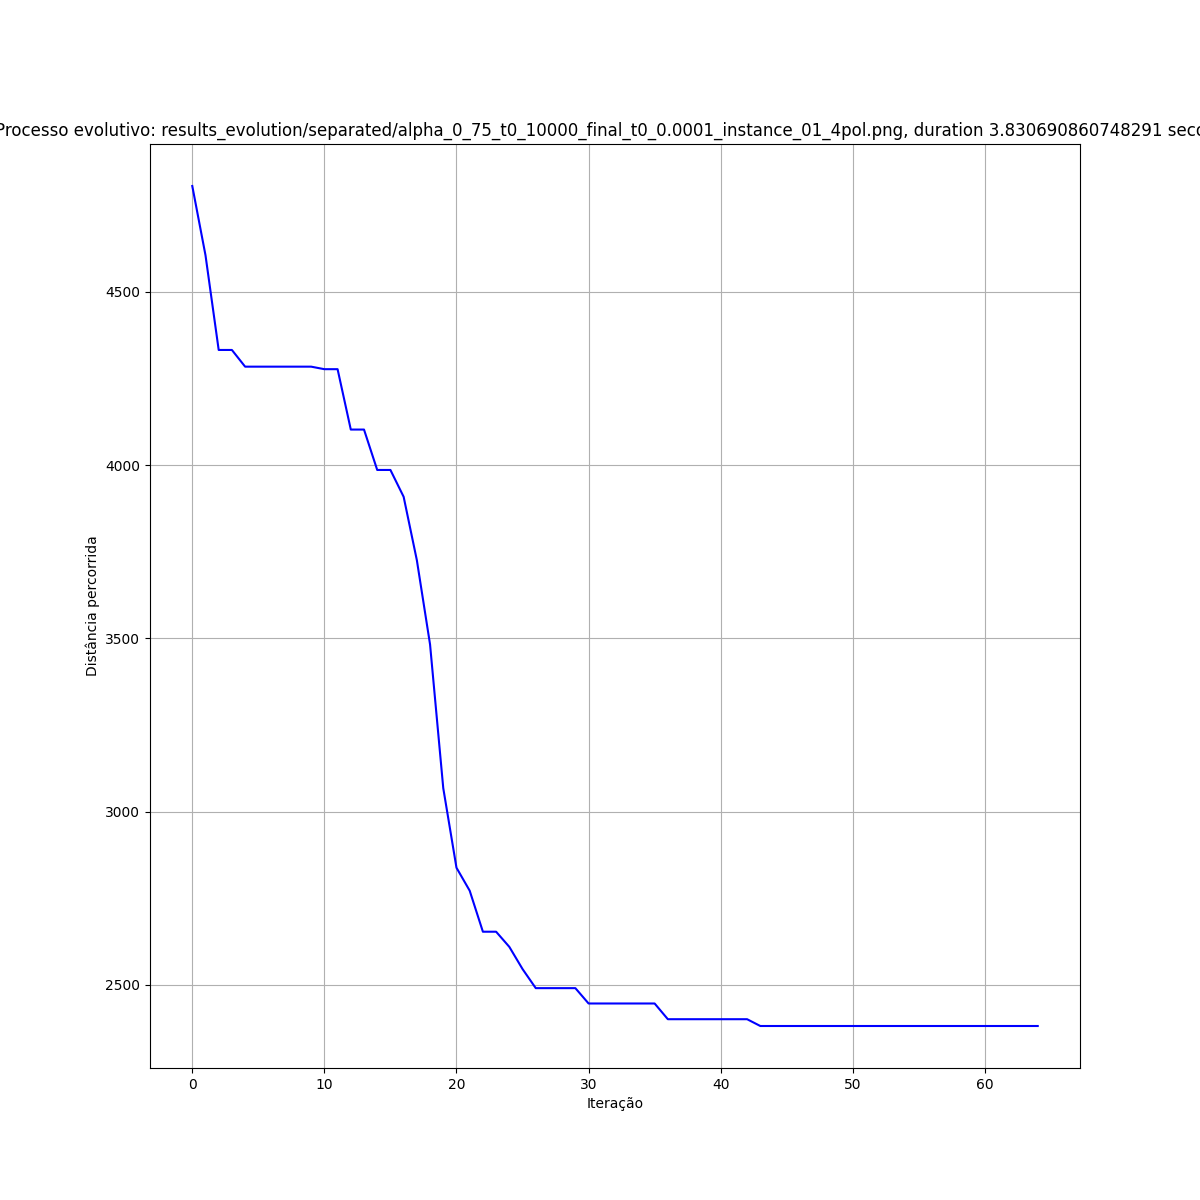 Processo evolutivo: results_evolution/separated/alpha_0_75_t0_10000_final_t0_0.0001_instance_01_4pol.png, duration 3.830690860748291
4500
4000
3500
3000
2500
Distância percorrida
0 10 20 30 40 50 60
Iteração